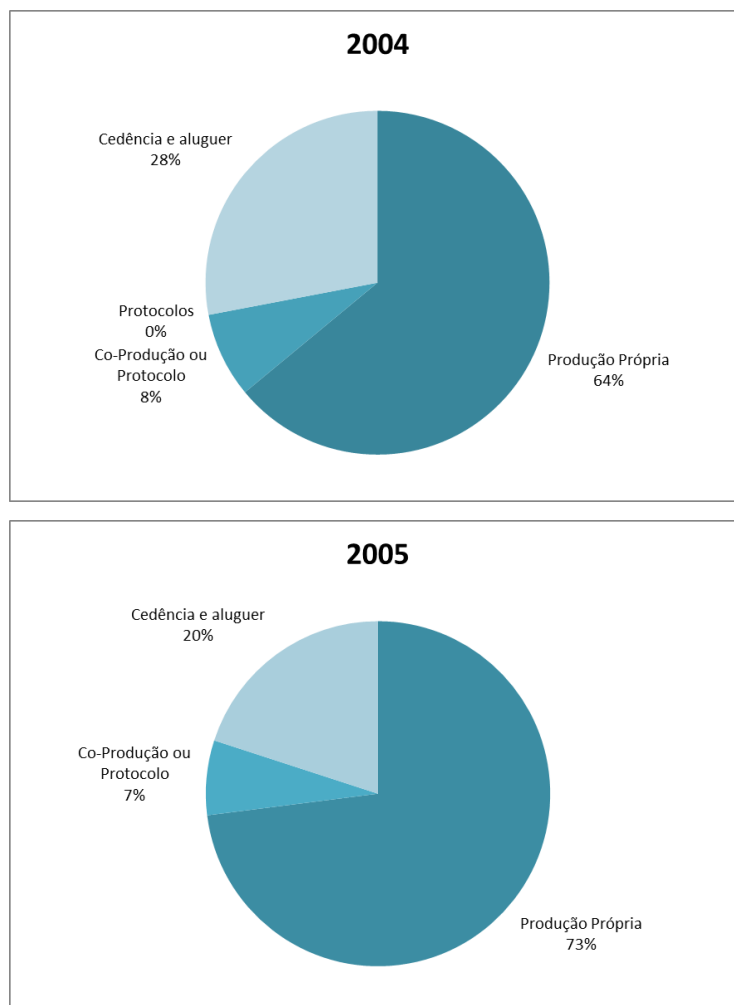 2004
Cedência e aluguer
28%
Protocolos
0%
Co-Produção ou
Protocolo
8%
Produção Própria
64%
2005
Cedência e aluguer
20%
Co-Produção ou
Protocolo
7%
Produção Própria
73%